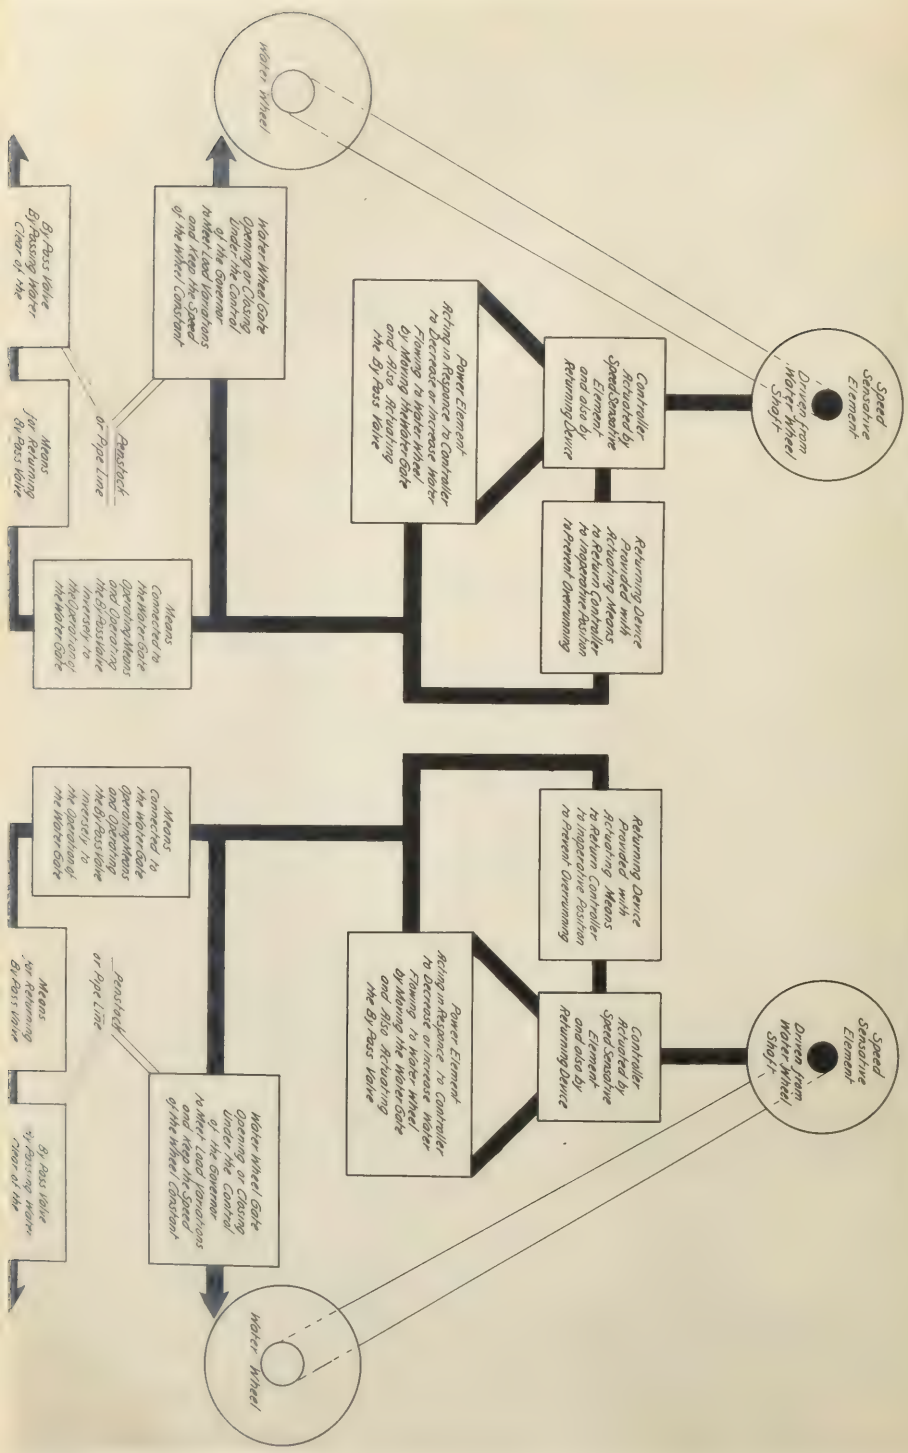 Speed
Sensative
Element
Driven from
Water Wheel
Shaft
Controller
Actuated by
Speed Sensative
Element
and also by
Returning Device
Returning Device
Provided with
Actuating Means
to Return Controller
to Inoperative Position
to Prevent Overrunning
Power Element
Acting in Responce to Controller
to Decrease or Increase Water
Flowing to Water Wheel
by Moving the Water Gate
and Also Actuating
the By Pass Valve
Water Wheel
Water Wheel Gate
Opening or Closing
Under the Control
of the Governor
to Meet Load Variations
and Keep the Speed
of the Wheel Constant
Penstock
or Pipe Line
Means
Connected to
the Water Gate
Operating Means
and Operating
the By Pass Valve
Inversely to
the Operation of
the Water Gate
By Pass Valve
By Passing Water
Clear of the
Means
for Returning
By Pass Valve
Speed
Sensative
Element
Driven from
Water Wheel
Shaft
Returning Device
Provided with
Actuating Means
to Return Controller
to Inoperative Position
to Prevent Overrunning
Controller
Actuated by
Speed Sensative
Element
and also by
Returning Device
Power Element
Acting in Responce to Controller
to Decrease or Increase Water
Flowing to Water Wheel
by Moving the Water Gate
and Also Actuating
the By Pass Valve
Water Wheel Gate
Opening or Closing
Under the Control
of the Governor
to Meet Load Variations
and Keep the Speed
of the Wheel Constant
Water Wheel
Means
Connected to
the Water Gate
Operating Means
and Operating
the By Pass Valve
Inversely to
the Operation of
the Water Gate
Penstock
or Pipe Line
Means
for Returning
By Pass Valve
By Pass Valve
By Passing Water
Clear of the